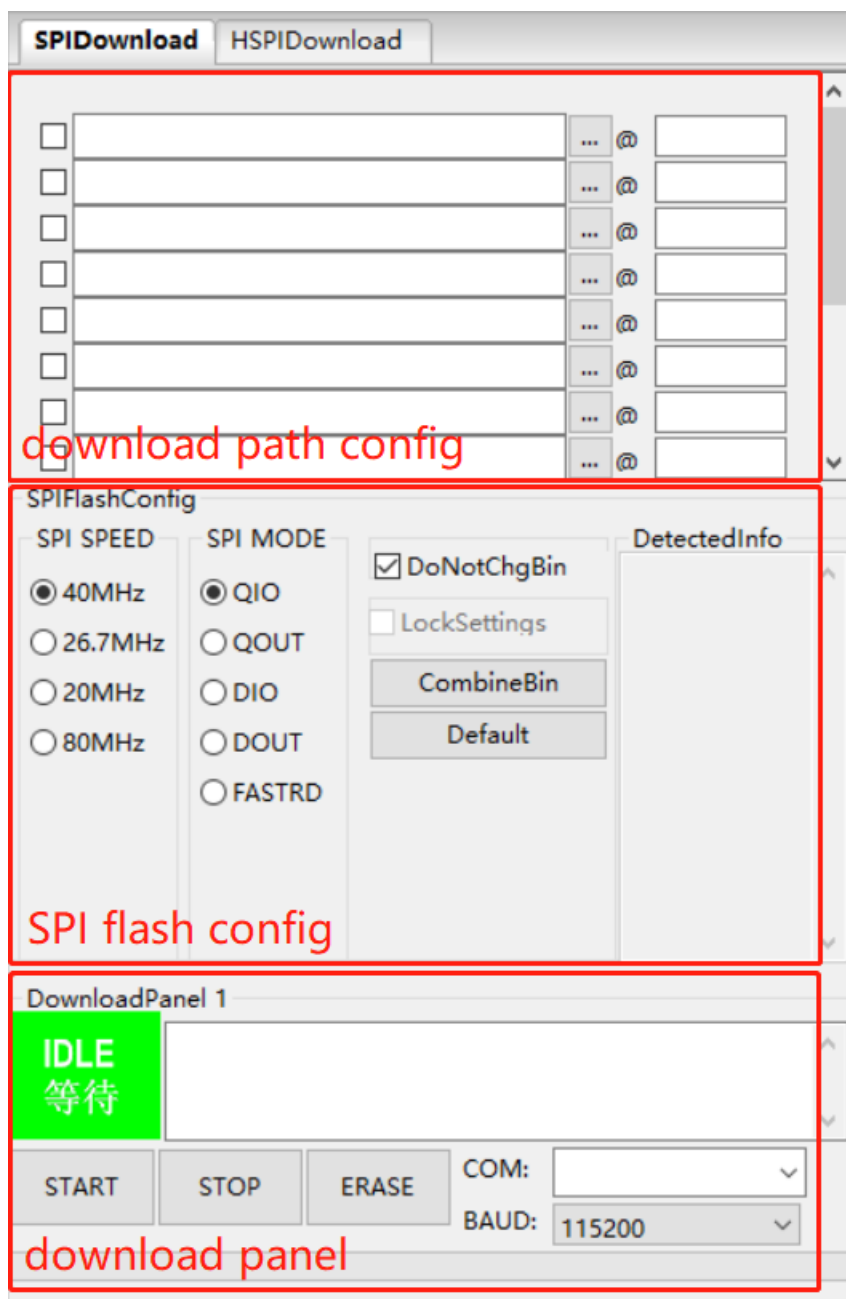 SPIDownload HSPIDownload
... @
... @
... @
... @
... @
... @
... @
... @
download path config
SPIFlashConfig
SPI SPEED SPI MODE DetectedInfo
DoNotChgBin
40MHz QIO
LockSettings
26.7MHz QOUT
CombineBin
20MHz DIO
Default
80MHz DOUT
FASTRD
SPI flash config
DownloadPanel 1
IDLE
等待
START STOP ERASE COM:
BAUD: 115200
download panel